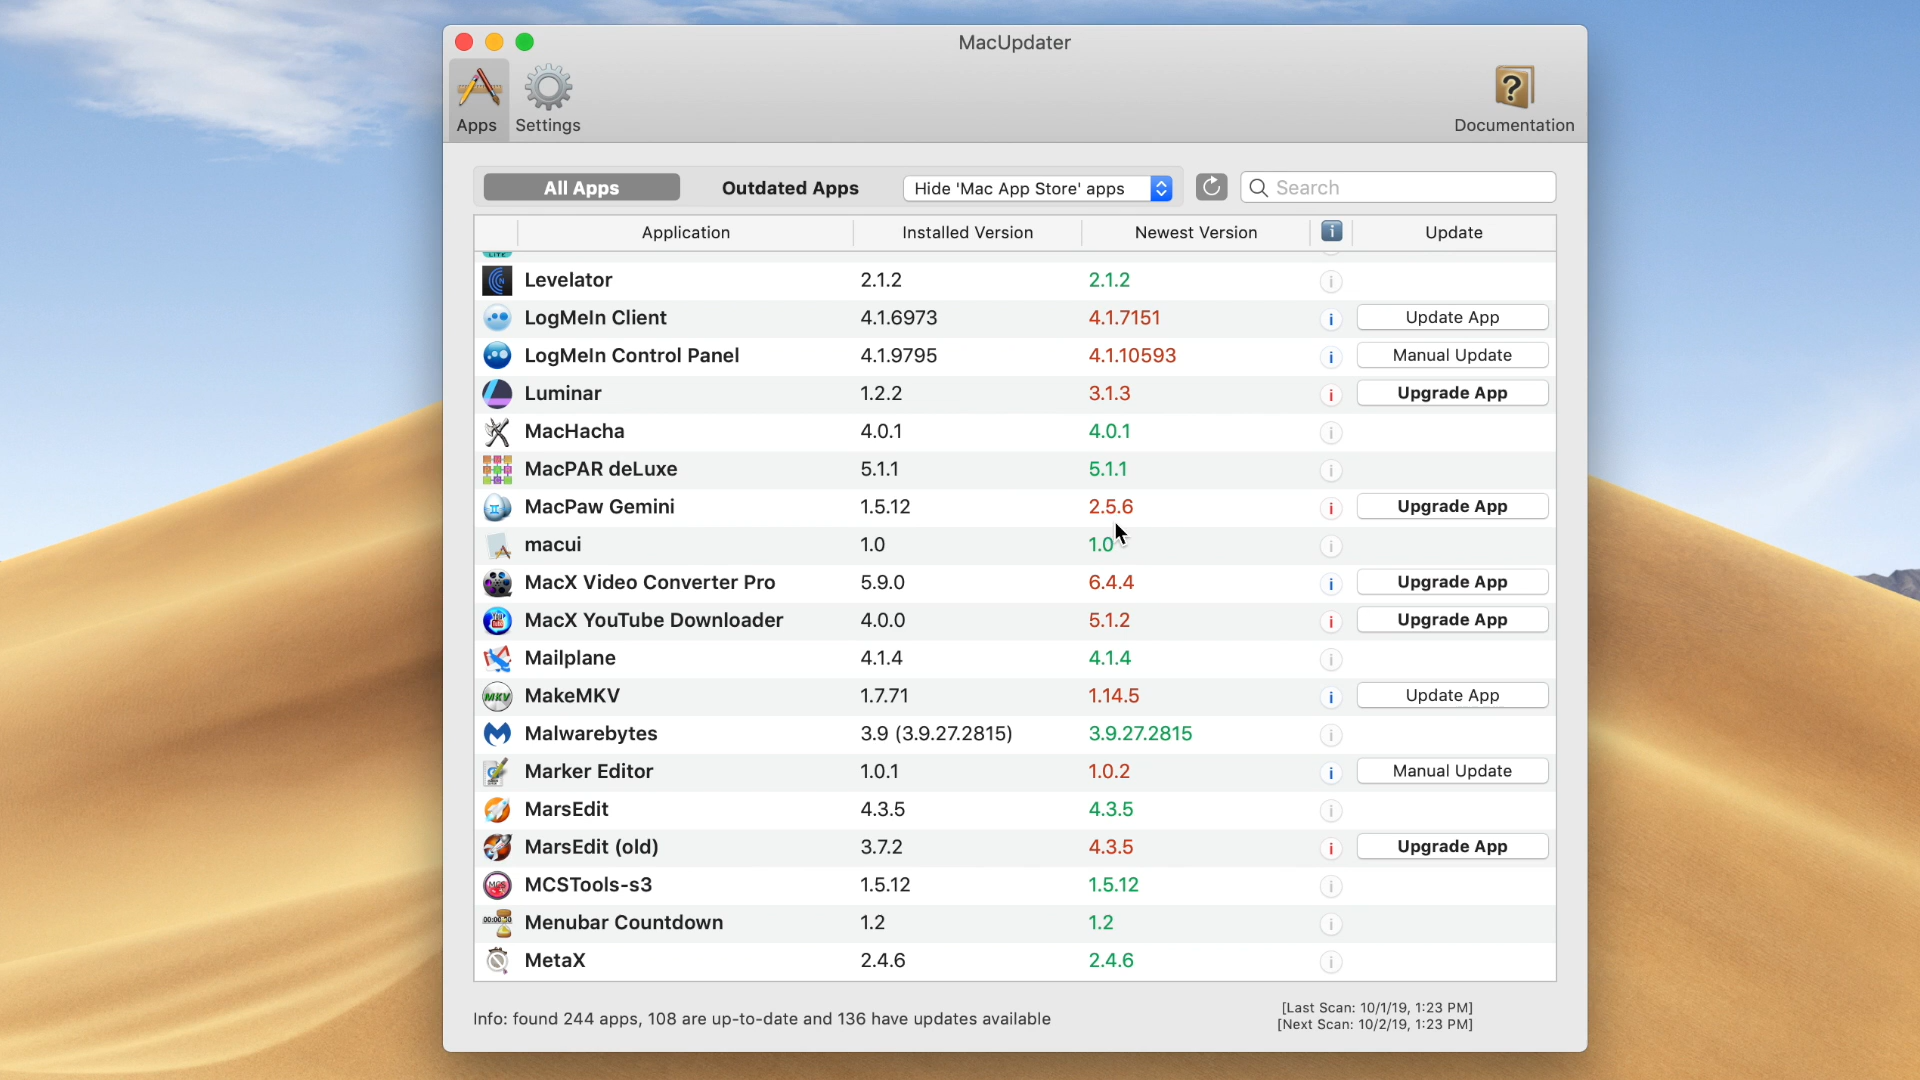 MacUpdater
Apps
Settings
Documentation
All Apps
Outdated Apps
Hide 'Mac App Store' apps
Search
Application Installed Version Newest Version i Update
LITE
Levelator 2.1.2 2.1.2 i
LogMeIn Client 4.1.6973 4.1.7151 i Update App
LogMeIn Control Panel 4.1.9795 4.1.10593 i Manual Update
Luminar 1.2.2 3.1.3 i Upgrade App
MacHacha 4.0.1 4.0.1 i
MacPAR deLuxe 5.1.1 5.1.1 i
MacPaw Gemini 1.5.12 2.5.6 i Upgrade App
macui 1.0 1.0 i
MacX Video Converter Pro 5.9.0 6.4.4 i Upgrade App
MacX YouTube Downloader 4.0.0 5.1.2 i Upgrade App
Mailplane 4.1.4 4.1.4 i
MKV MakeMKV 1.7.71 1.14.5 i Update App
Malwarebytes 3.9 (3.9.27.2815) 3.9.27.2815 i
Marker Editor 1.0.1 1.0.2 i Manual Update
MarsEdit 4.3.5 4.3.5 i
MarsEdit (old) 3.7.2 4.3.5 i Upgrade App
MCSTools-s3 1.5.12 1.5.12 i
Menubar Countdown 1.2 1.2 i
MetaX 2.4.6 2.4.6 i
Info: found 244 apps, 108 are up-to-date and 136 have updates available
[Last Scan: 10/1/19, 1:23 PM]
[Next Scan: 10/2/19, 1:23 PM]